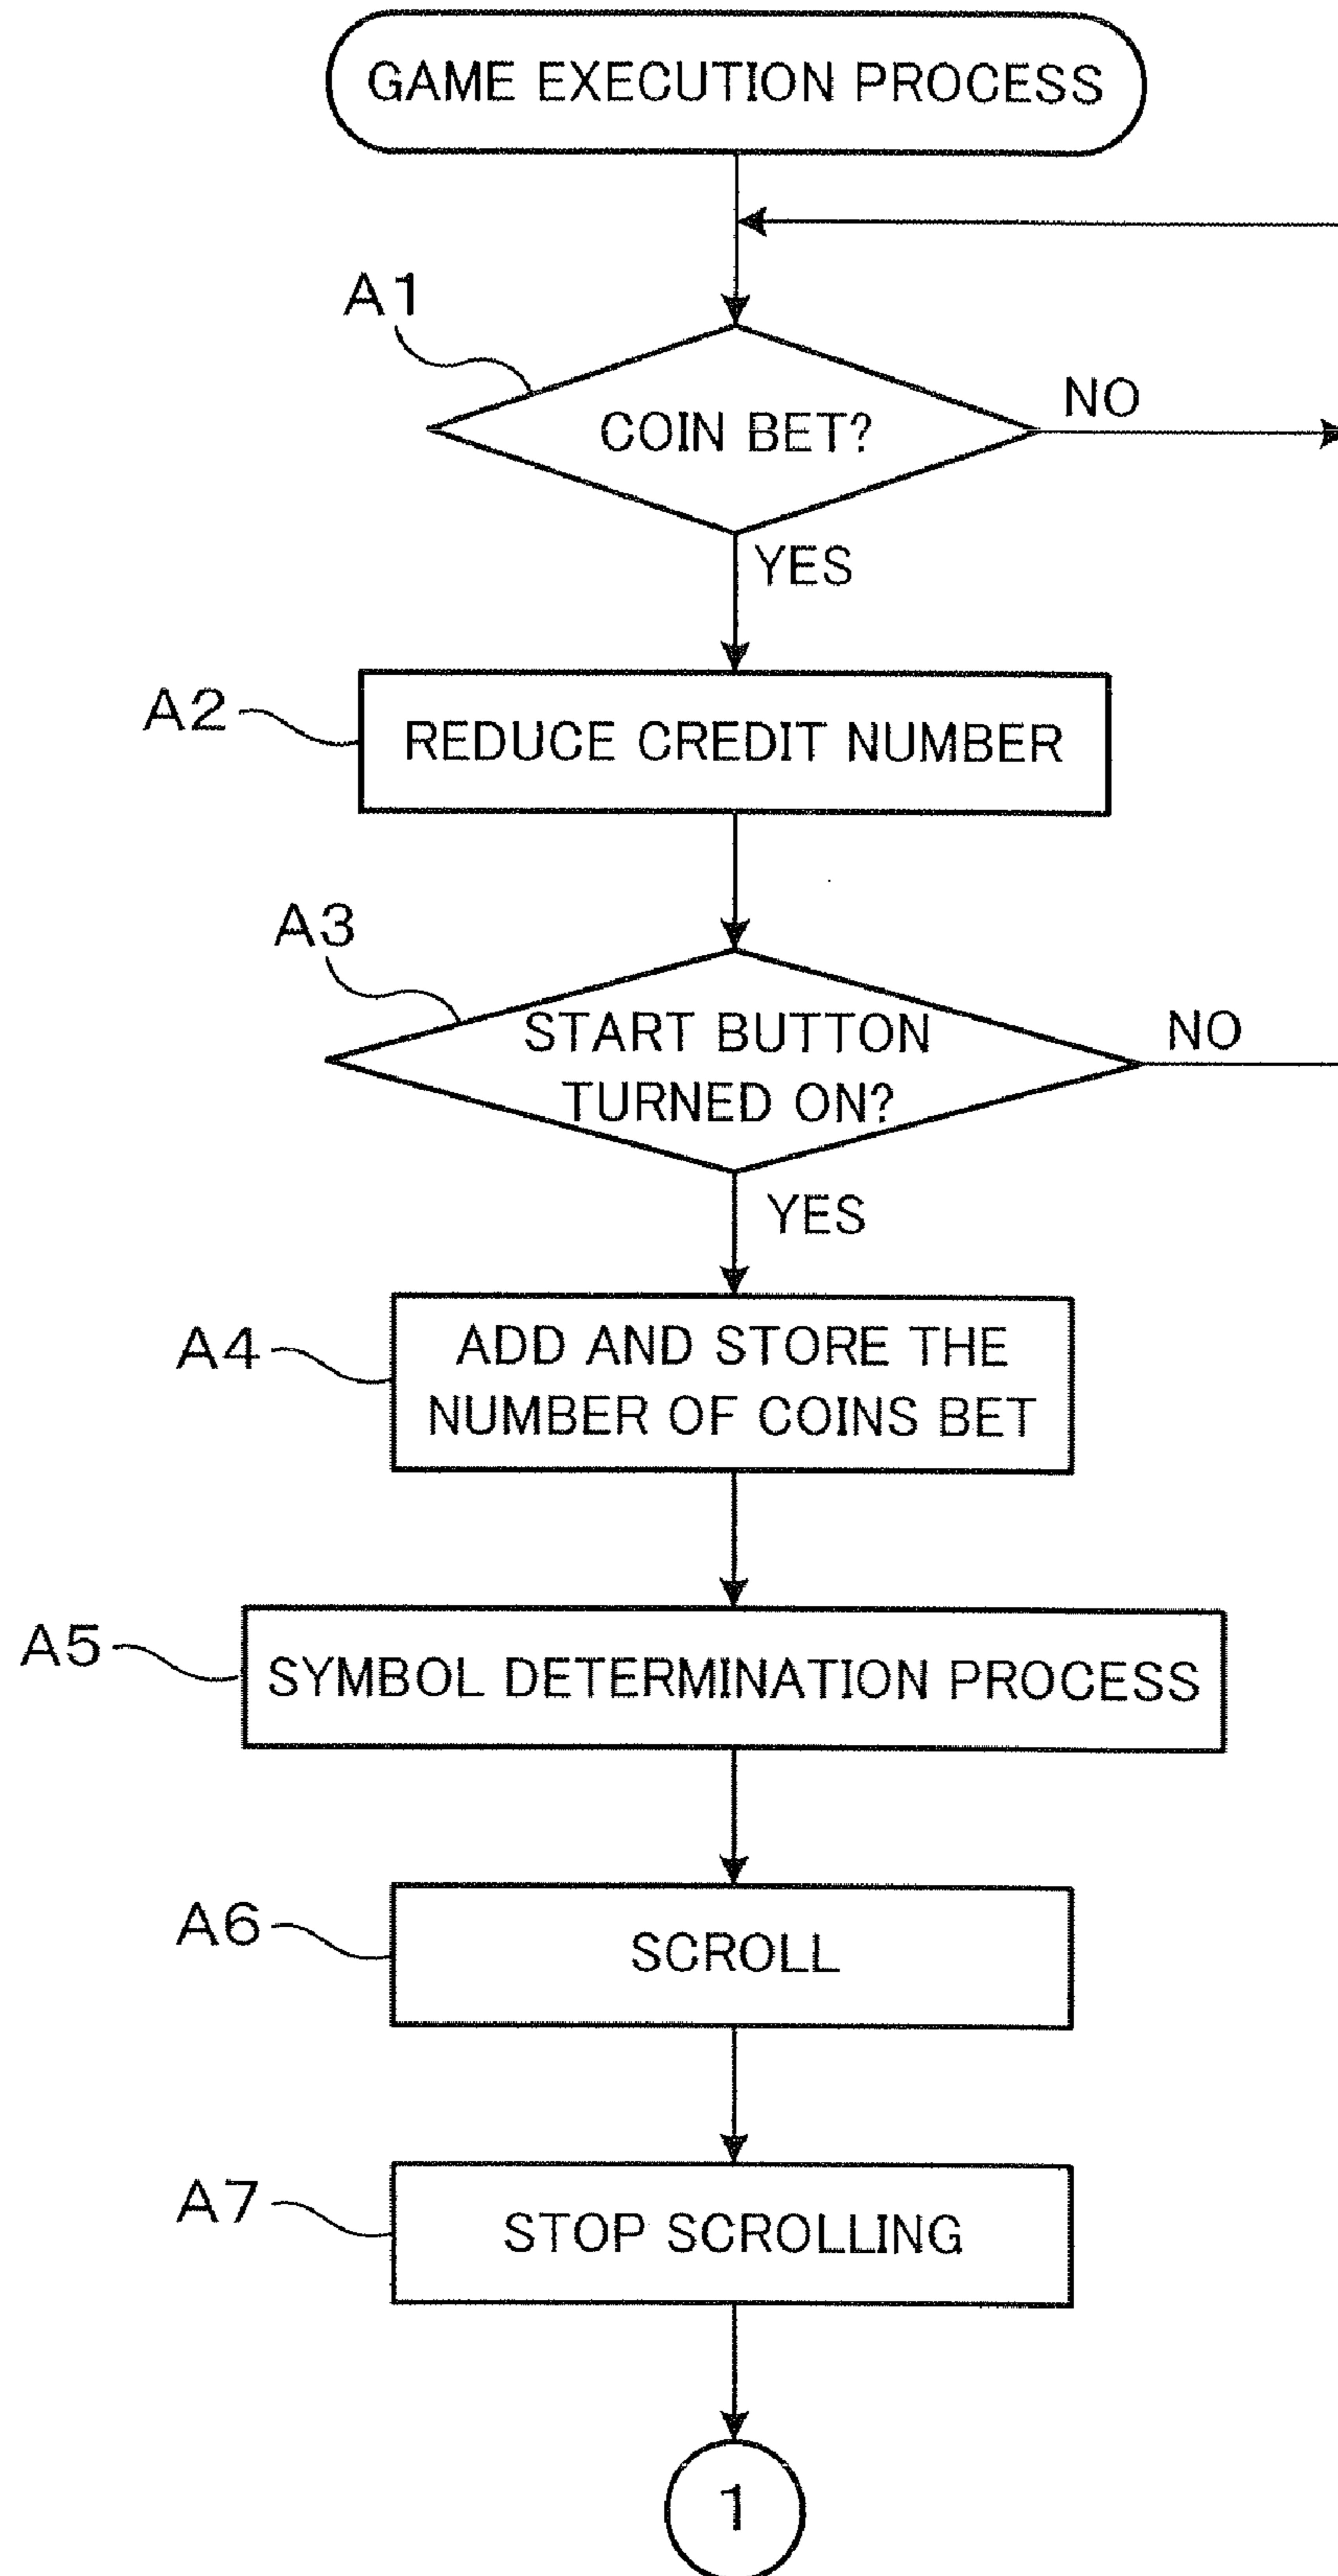 GAME EXECUTION PROCESS
A1
COIN BET?
NO
YES
A2
REDUCE CREDIT NUMBER
A3
START BUTTON
TURNED ON?
NO
YES
A4
ADD AND STORE THE
NUMBER OF COINS BET
A5
SYMBOL DETERMINATION PROCESS
A6
SCROLL
A7
STOP SCROLLING
1